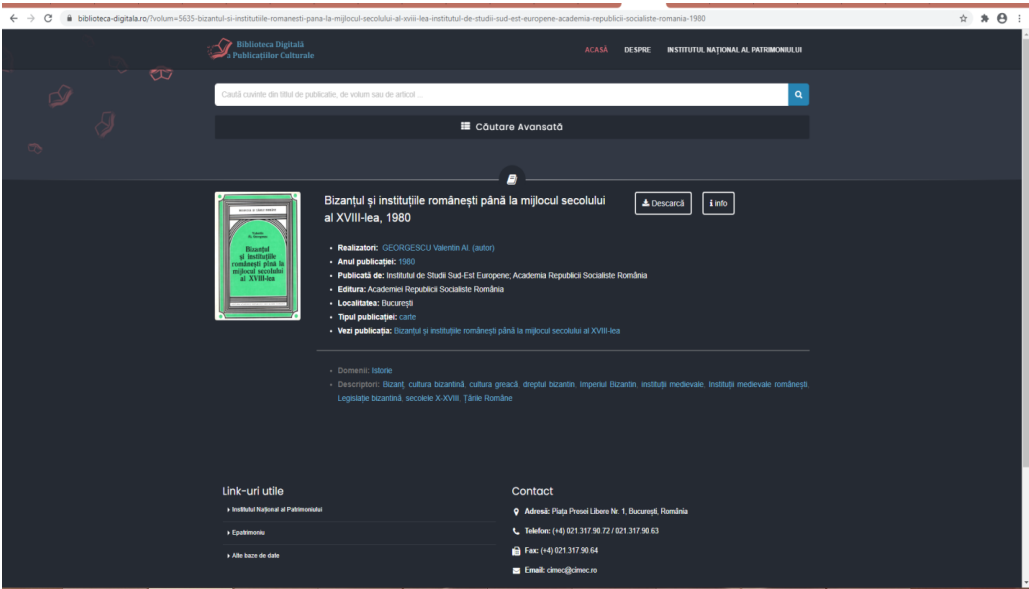 biblioteca-digitala.ro/?volum=5635-bizantul-si-institutiile-romanesti-pana-la-mijlocul-secolului-al-xviii-lea-institutul-de-studii-sud-est-europene-academia-republicii-socialiste-romania-1980
Biblioteca Digitală
a Publicațiilor Culturale
ACASĂ DESPRE INSTITUTUL NAȚIONAL AL PATRIMONIULUI
Caută cuvinte din titlul de publicatie, de volum sau de articol ...
Căutare Avansată
Bizanțul
și instituțiile
românești pînă la
mijlocul secolului
al XVIII-lea
Bizanțul și instituțiile românești până la mijlocul secolului
al XVIII-lea, 1980
Descarcă
info
Realizatori: GEORGESCU Valentin Al. (autor)
Anul publicației: 1980
Publicată de: Institutul de Studii Sud-Est Europene; Academia Republicii Socialiste România
Editura: Academiei Republicii Socialiste România
Localitatea: București
Tipul publicației: carte
Vezi publicația: Bizanțul și instituțiile românești până la mijlocul secolului al XVIII-lea
Domenii: Istorie
Descriptori: Bizanț, cultura bizantină, cultura greacă, dreptul bizantin, Imperiul Bizantin, instituții medievale, Instituții medievale românești,
Legislație bizantină, secolele X-XVIII, Țările Române
Link-uri utile
Institutul Național al Patrimoniului
Epatrimoniu
Alte baze de date
Contact
Adresă: Piața Presei Libere Nr. 1, București, România
Telefon: (+4) 021.317.90.72 / 021.317.90.63
Fax: (+4) 021.317.90.64
Email: cimec@cimec.ro